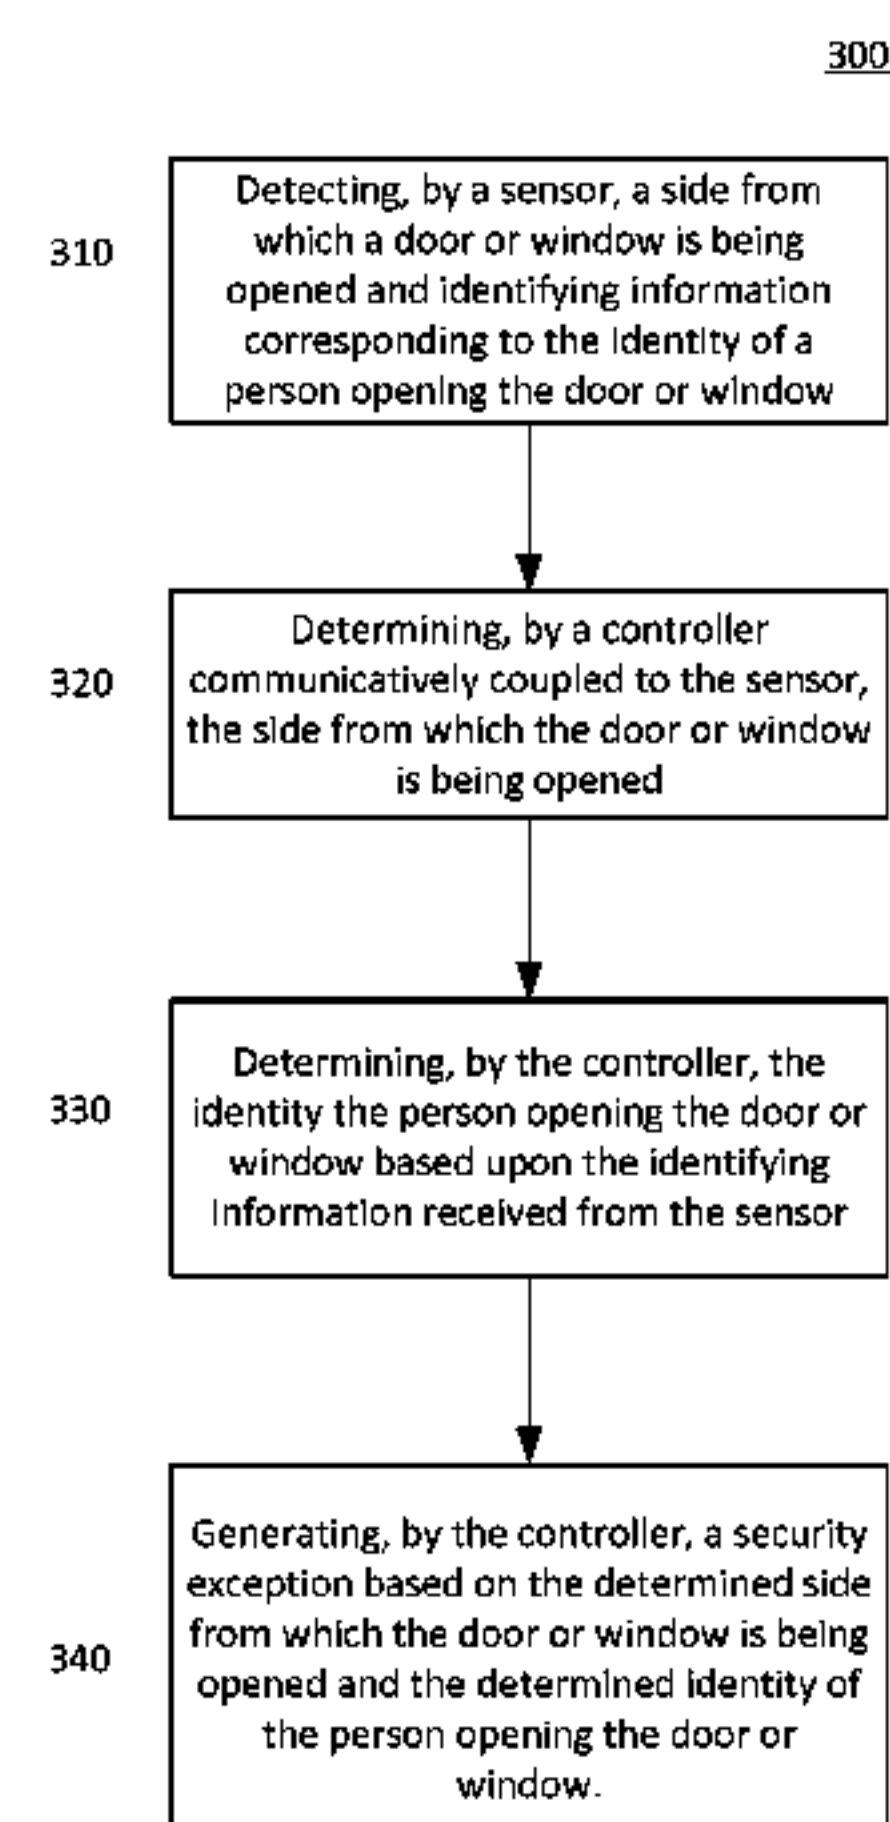 300
310
Detecting, by a sensor, a side from
which a door or window is being
opened and identifying information
corresponding to the identity of a
person opening the door or window
320
Determining, by a controller
communicatively coupled to the sensor,
the side from which the door or window
is being opened
330
Determining, by the controller, the
identity the person opening the door or
window based upon the identifying
information received from the sensor
340
Generating, by the controller, a security
exception based on the determined side
from which the door or window is being
opened and the determined identity of
the person opening the door or
window.